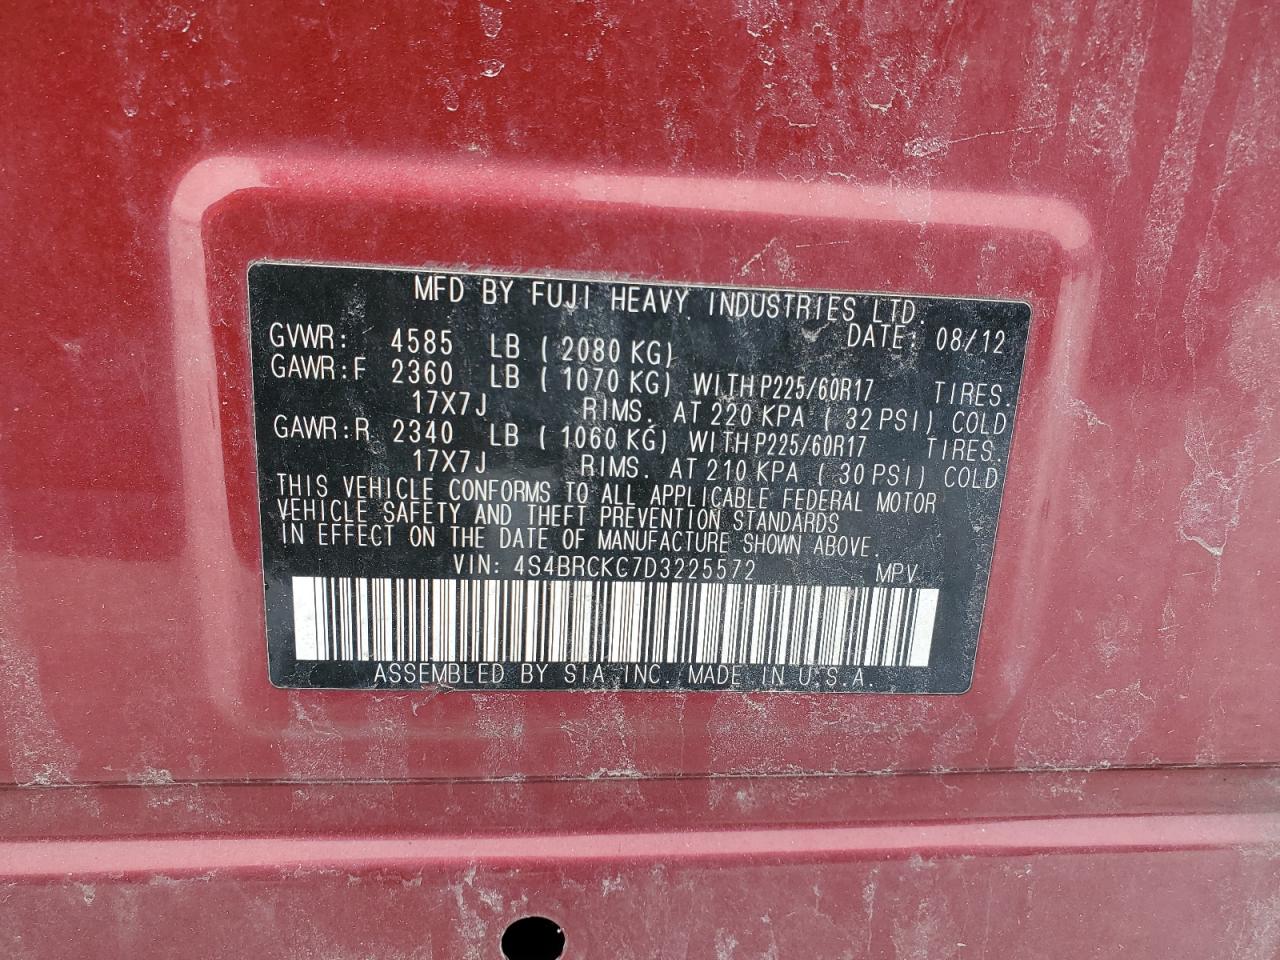 MFD BY FUJI HEAVY INDUSTRIES LTD.
DATE: 08/12
GVWR: 4585 LB (2080 KG)
GAWR:F 2360 LB (1070 KG) WITH P225/60R17 TIRES.
17X7J RIMS. AT 220 KPA (32 PSI) COLD
GAWR:R 2340 LB (1060 KG) WITH P225/60R17 TIRES.
17X7J RIMS. AT 210 KPA (30 PSI) COLD
THIS VEHICLE CONFORMS TO ALL APPLICABLE FEDERAL MOTOR
VEHICLE SAFETY AND THEFT PREVENTION STANDARDS
IN EFFECT ON THE DATE OF MANUFACTURE SHOWN ABOVE.
VIN: 4S4BRCKC7D3225572 MPV
ASSEMBLED BY SIA INC. MADE IN U.S.A.